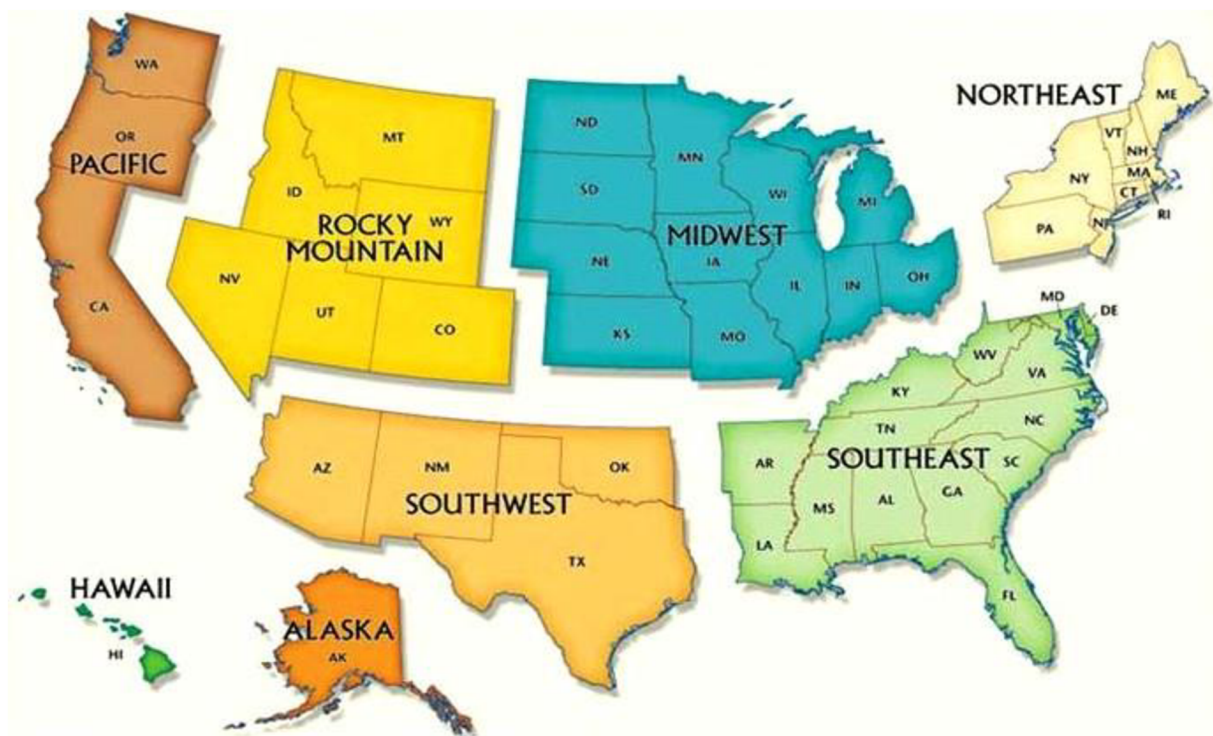 WA
OR
PACIFIC
CA
MT
ID
ROCKY
WY
MOUNTAIN
NV
UT
CO
ND
MN
SD
WI
MI
MIDWEST
NE
IA
IL
IN
OH
KS
MO
NORTHEAST
ME
VT
NH
NY
MA
CT
RI
PA
NJ
MD
DE
WV
VA
KY
NC
TN
SOUTHEAST
AR
SC
GA
AL
MS
LA
FL
AZ
NM
OK
SOUTHWEST
TX
HAWAII
HI
ALASKA
AK